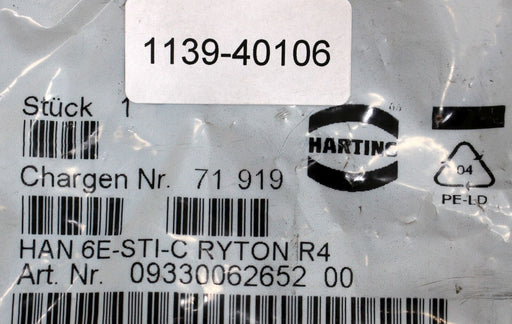 1139-40106
Stück 1
HARTING
04
PE-LD
Chargen Nr. 71 919
HAN 6E-STI-C RYTON R4
Art. Nr. 09330062652 00